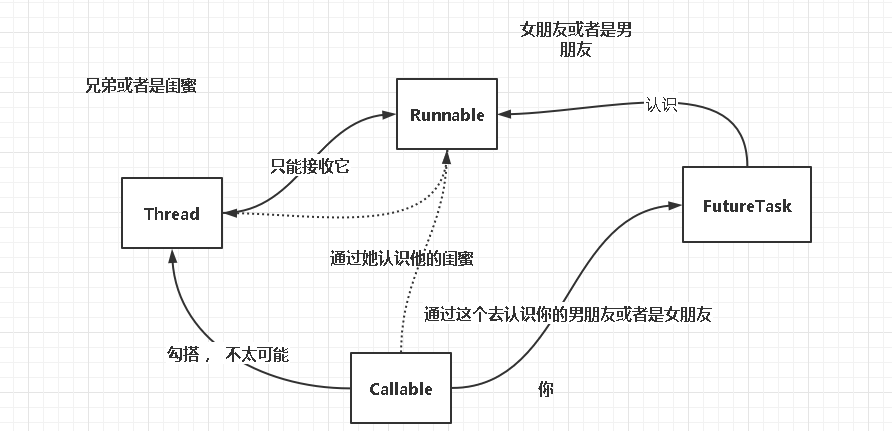 女朋友或者是男
朋友
兄弟或者是闺蜜
Runnable
认识
只能接收它
Thread
FutureTask
通过她认识他的闺蜜
通过这个去认识你的男朋友或者是女朋友
勾搭， 不太可能
Callable
你